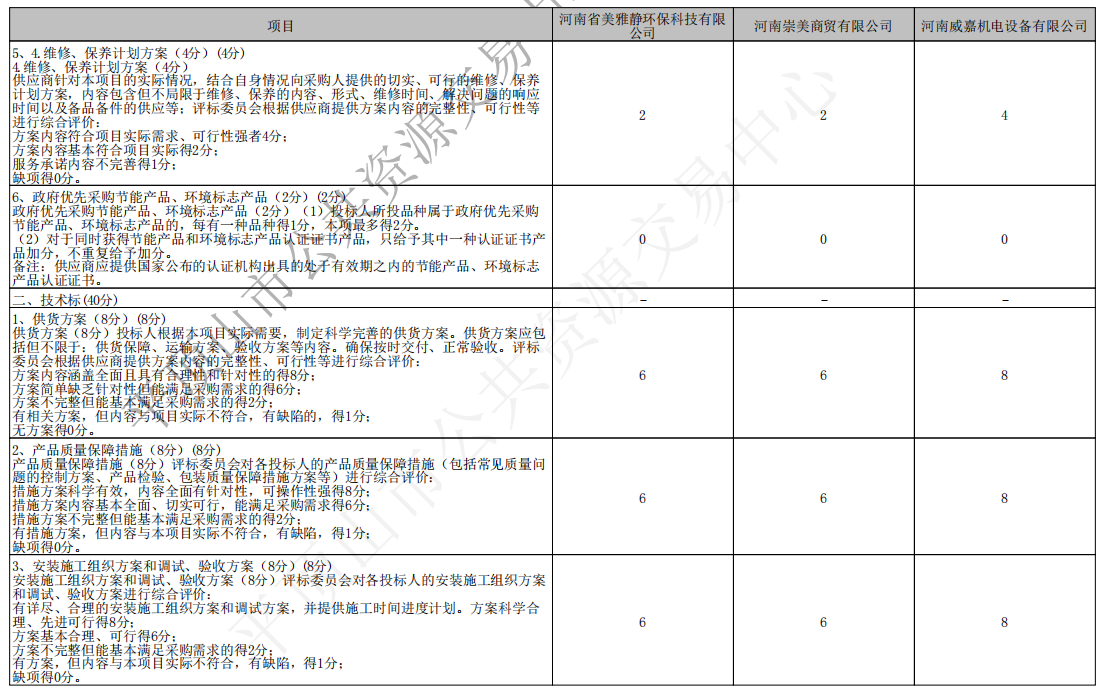 项目
河南省美雅静环保科技有限
公司
河南崇美商贸有限公司
河南威嘉机电设备有限公司
5、4.维修、保养计划方案（4分）(4分)
4.维修、保养计划方案（4分）
供应商针对本项目的实际情况，结合自身情况向采购人提供的切实、可行的维修、保养
计划方案，内容包含但不局限于维修、保养的内容、形式、维修时间、解决问题的响应
时间以及备品备件的供应等；评标委员会根据供应商提供方案内容的完整性、可行性等
进行综合评价：
方案内容符合项目实际需求、可行性强者4分；
方案内容基本符合项目实际得2分；
服务承诺内容不完善得1分；
缺项得0分。
2
2
4
6、政府优先采购节能产品、环境标志产品（2分）(2分)
政府优先采购节能产品、环境标志产品（2分）（1）投标人所投品种属于政府优先采购
节能产品、环境标志产品的，每有一种品种得1分，本项最多得2分。
（2）对于同时获得节能产品和环境标志产品认证证书产品，只给予其中一种认证证书产
品加分，不重复给予加分。
备注：供应商应提供国家公布的认证机构出具的处于有效期之内的节能产品、环境标志
产品认证证书。
0
0
0
二、技术标(40分)
–
–
–
1、供货方案（8分）(8分)
供货方案（8分）投标人根据本项目实际需要，制定科学完善的供货方案。供货方案应包
括但不限于：供货保障、运输方案、验收方案等内容。确保按时交付、正常验收。评标
委员会根据供应商提供方案内容的完整性、可行性等进行综合评价：
方案内容涵盖全面且具有合理性和针对性的得8分；
方案简单缺乏针对性但能满足采购需求的得6分；
方案不完整但能基本满足采购需求的得2分；
有相关方案，但内容与项目实际不符合，有缺陷的，得1分；
无方案得0分。
6
6
8
2、产品质量保障措施（8分）(8分)
产品质量保障措施（8分）评标委员会对各投标人的产品质量保障措施（包括常见质量问
题的控制方案、产品检验、包装质量保障措施方案等）进行综合评价：
措施方案科学有效，内容全面有针对性，可操作性强得8分；
措施方案内容基本全面、切实可行，能满足采购需求得6分；
措施方案不完整但能基本满足采购需求的得2分；
有措施方案，但内容与本项目实际不符合，有缺陷，得1分；
缺项得0分。
6
6
8
3、安装施工组织方案和调试、验收方案（8分）(8分)
安装施工组织方案和调试、验收方案（8分）评标委员会对各投标人的安装施工组织方案
和调试、验收方案进行综合评价：
有详尽、合理的安装施工组织方案和调试方案，并提供施工时间进度计划。方案科学合
理、先进可行得8分；
方案基本合理、可行得6分；
方案不完整但能基本满足采购需求的得2分；
有方案，但内容与本项目实际不符合，有缺陷，得1分；
缺项得0分。
6
6
8
平顶山市公共资源交易中心
平顶山市公共资源交易中心